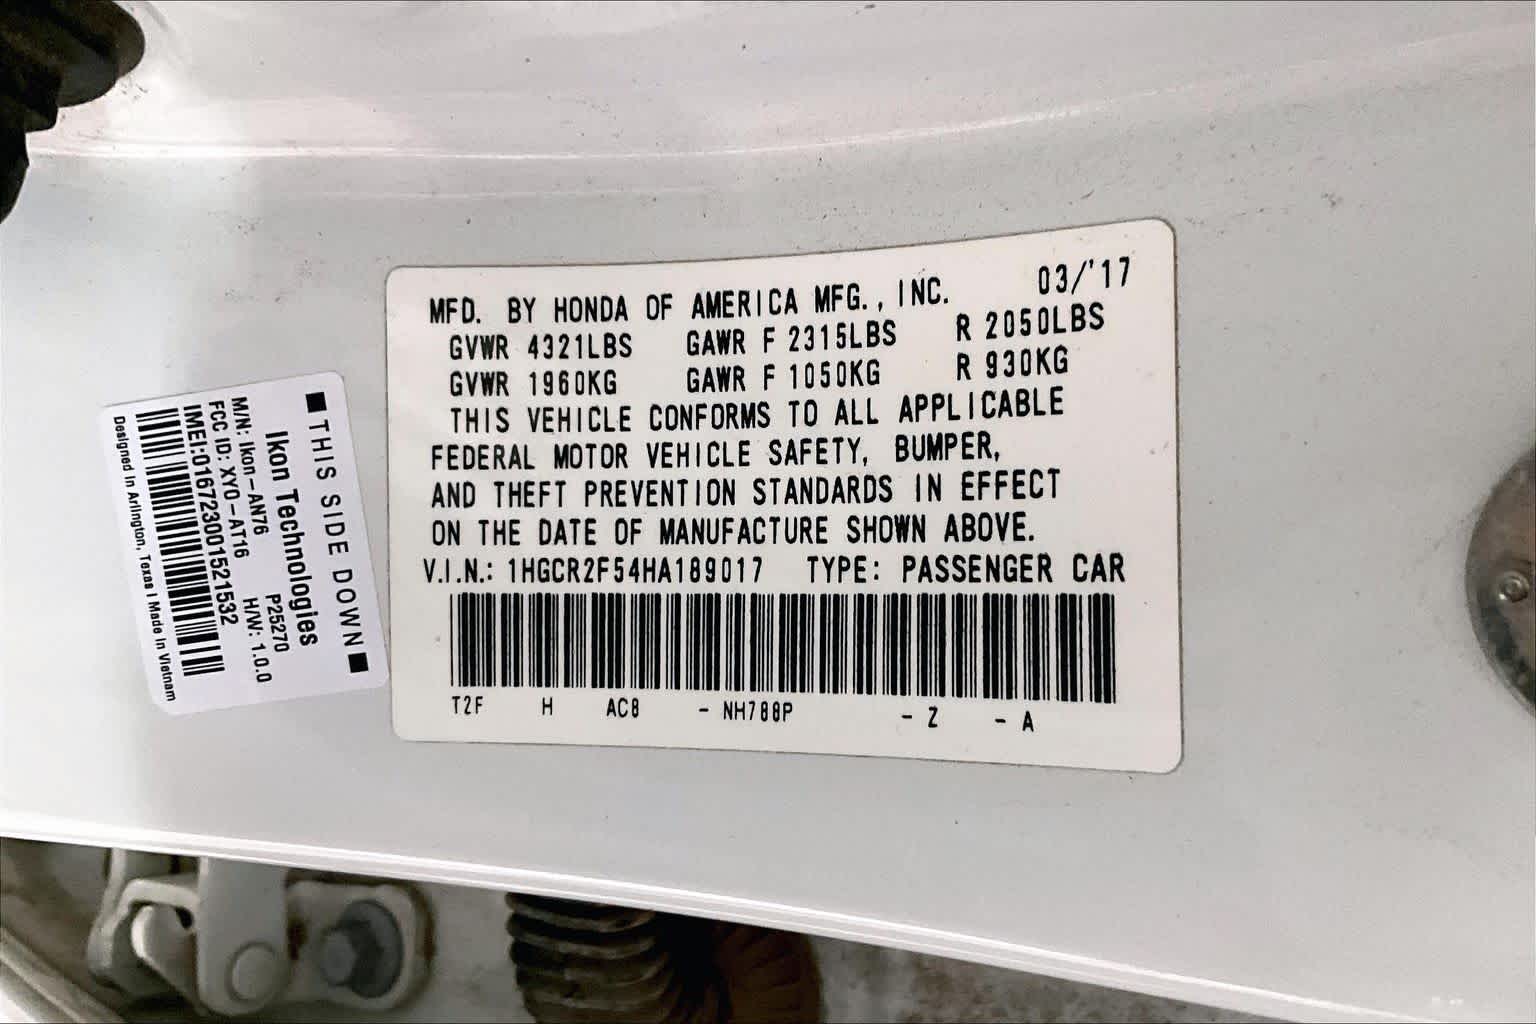 MFD. BY HONDA OF AMERICA MFG., INC. 03/'17
GVWR 4321LBS GAWR F 2315LBS R 2050LBS
GVWR 1960KG GAWR F 1050KG R 930KG
THIS VEHICLE CONFORMS TO ALL APPLICABLE
FEDERAL MOTOR VEHICLE SAFETY, BUMPER,
AND THEFT PREVENTION STANDARDS IN EFFECT
ON THE DATE OF MANUFACTURE SHOWN ABOVE.
V.I.N.: 1HGCR2F54HA189017 TYPE: PASSENGER CAR
T2F H AC8 - NH788P - Z - A
THIS SIDE DOWN
Ikon Technologies
P25270
M/N: Ikon-AN76 H/W: 1.0.0
FCC ID: XY0-AT16
IMEI:016723001521532
Designed in Arlington, Texas | Made in Vietnam